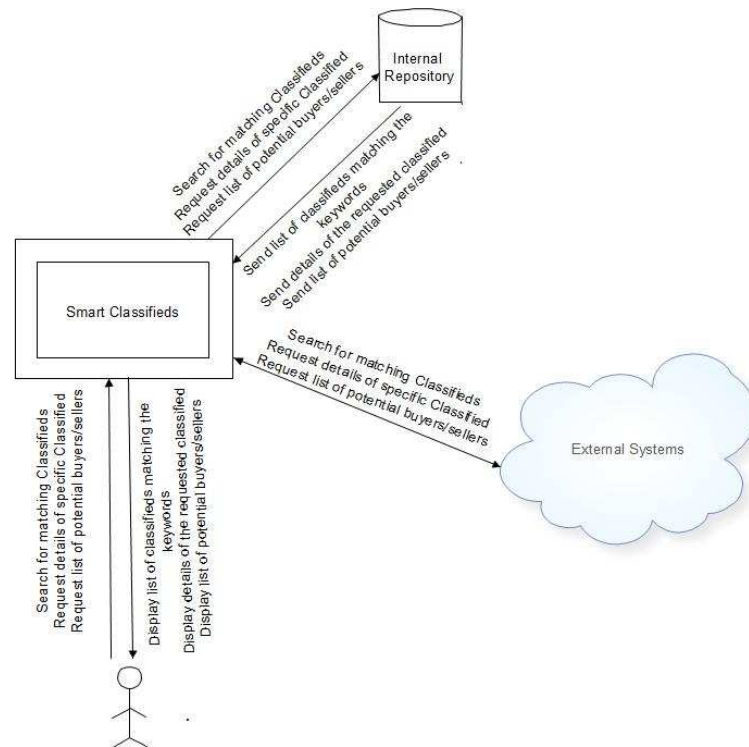 Internal
Repository
Search for matching Classifieds
Request details of specific Classified
Request list of potential buyers/sellers
Send list of classifieds matching the
keywords
Send details of the requested classified
Send list of potential buyers/sellers
Smart Classifieds
Search for matching Classifieds
Request details of specific Classified
Request list of potential buyers/sellers
External Systems
Search for matching Classifieds
Request details of specific Classified
Request list of potential buyers/sellers
Display list of classifieds matching the
keywords
Display details of the requested classified
Display list of potential buyers/sellers